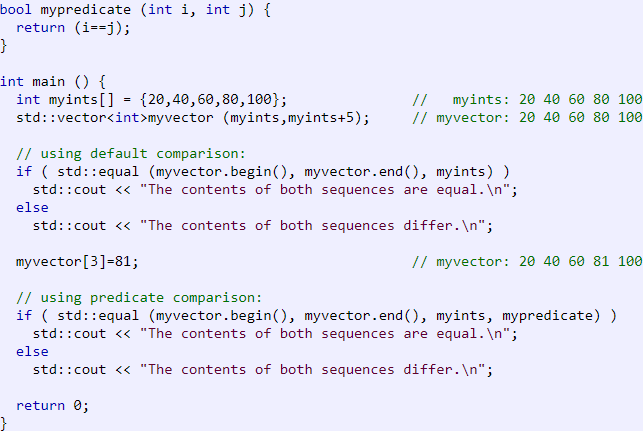 bool mypredicate (int i, int j) {
  return (i==j);
}

int main () {
  int myints[] = {20,40,60,80,100};               //   myints: 20 40 60 80 100
  std::vector<int>myvector (myints,myints+5);     // myvector: 20 40 60 80 100

  // using default comparison:
  if ( std::equal (myvector.begin(), myvector.end(), myints) )
    std::cout << "The contents of both sequences are equal.\n";
  else
    std::cout << "The contents of both sequences differ.\n";

  myvector[3]=81;                                 // myvector: 20 40 60 81 100

  // using predicate comparison:
  if ( std::equal (myvector.begin(), myvector.end(), myints, mypredicate) )
    std::cout << "The contents of both sequences are equal.\n";
  else
    std::cout << "The contents of both sequences differ.\n";

  return 0;
}